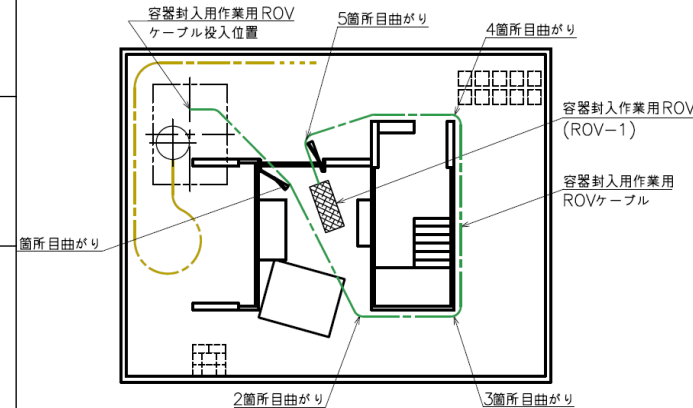 容器封入用作業用ROV
ケーブル投入位置
5箇所目曲がり
4箇所目曲がり
容器封入作業用ROV
(ROV-1)
容器封入用作業用
ROVケーブル
箇所目曲がり
2箇所目曲がり
3箇所目曲がり